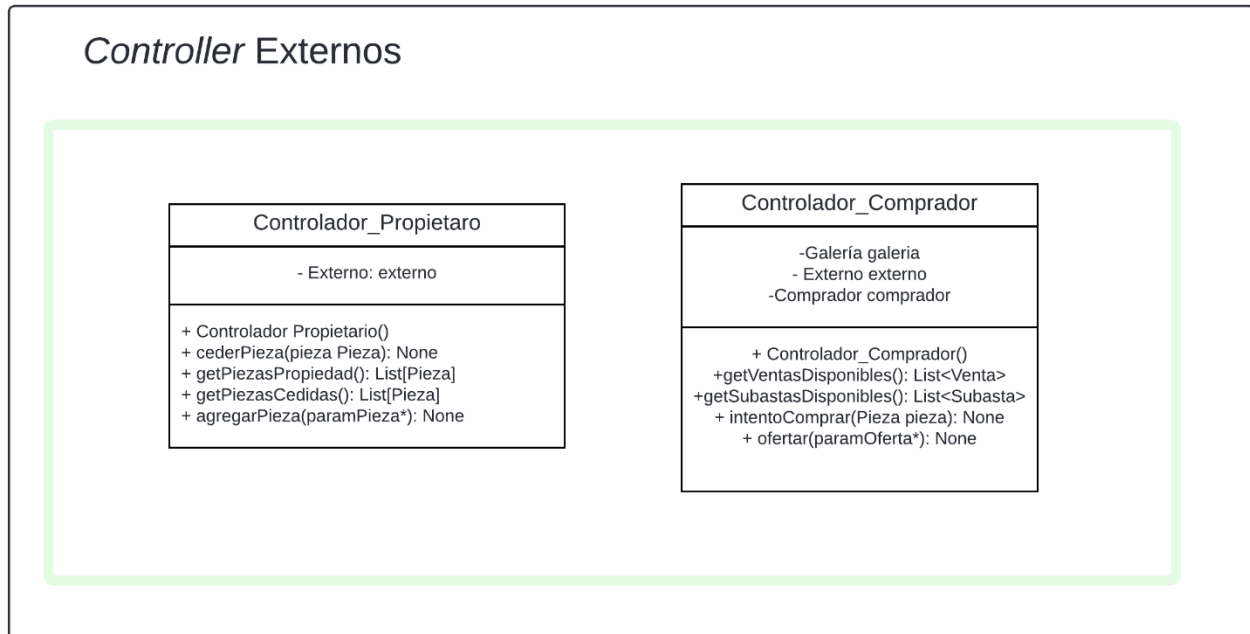 Controller Externos
Controlador_Propietaro
- Externo: externo
+ Controlador Propietario()
+ cederPieza(pieza Pieza): None
+ getPiezasPropiedad(): List[Pieza]
+ getPiezasCedidas(): List[Pieza]
+ agregarPieza(paramPieza*): None
Controlador_Comprador
-Galería galeria
- Externo externo
-Comprador comprador
+ Controlador_Comprador()
+getVentasDisponibles(): List<Venta>
+getSubastasDisponibles(): List<Subasta>
+ intentoComprar(Pieza pieza): None
+ ofertar(paramOferta*): None